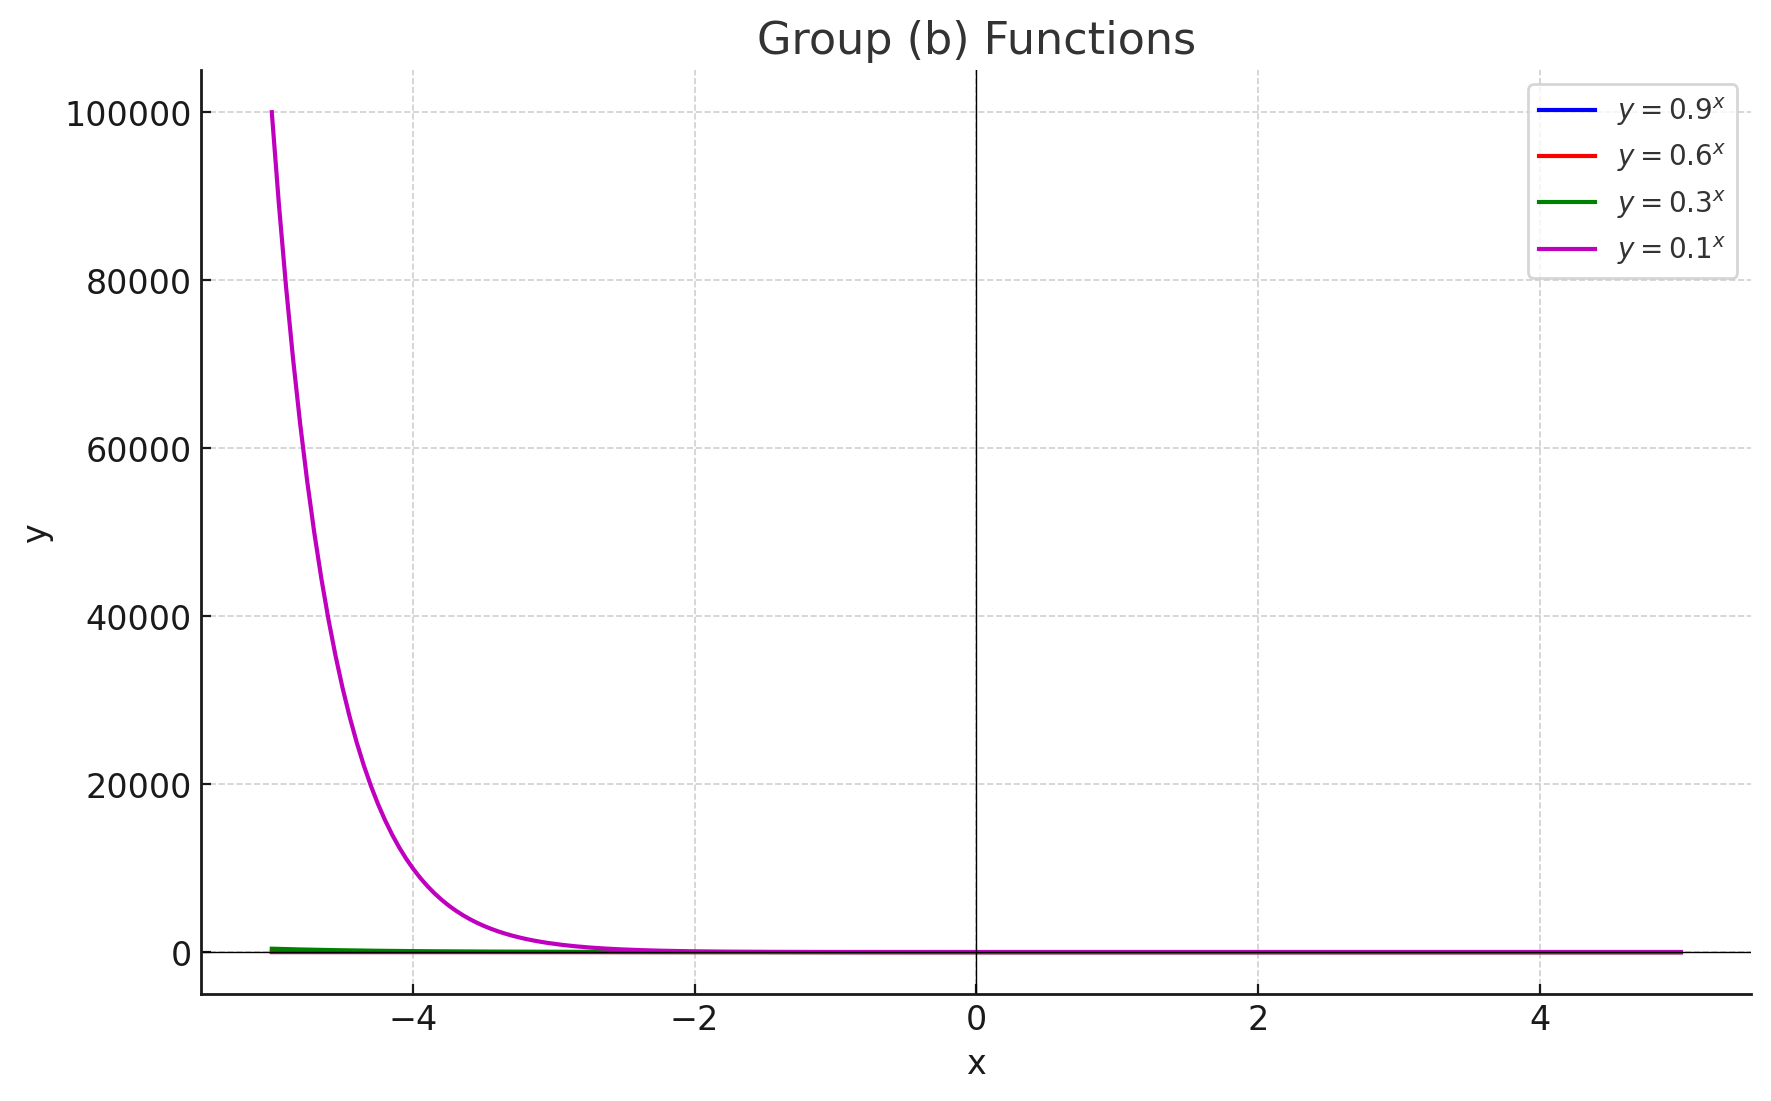 Group (b) Functions
y = 0.9^x
y = 0.6^x
y = 0.3^x
y = 0.1^x
100000
80000
60000
40000
20000
0
y
−4 −2 0 2 4
x